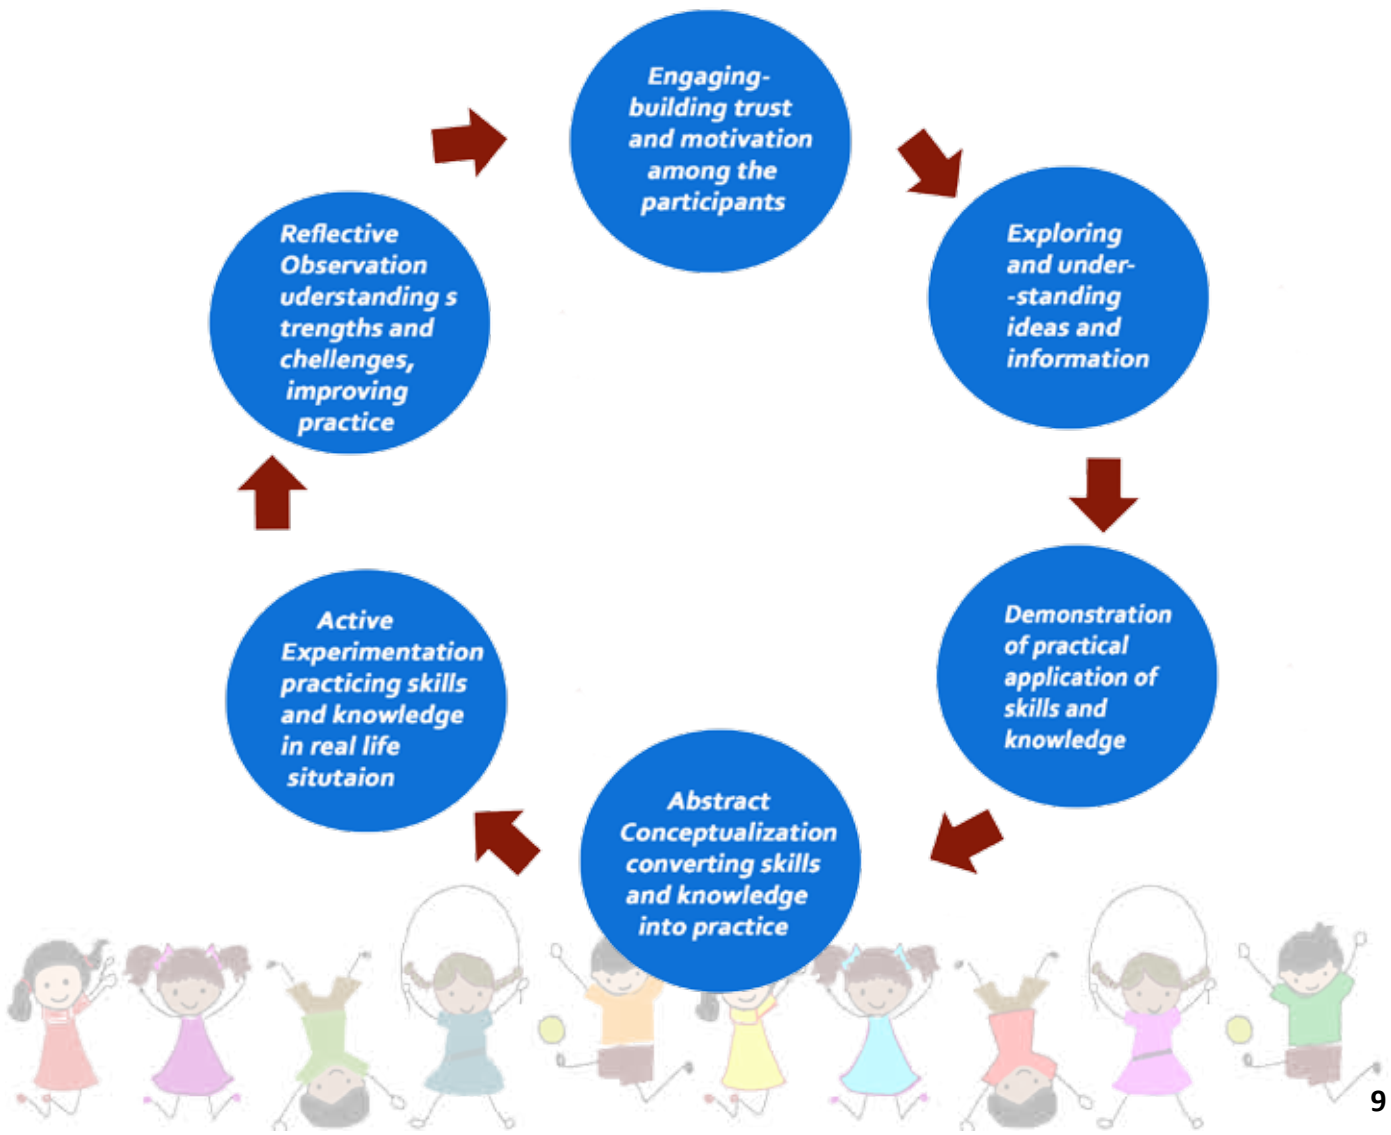 Engaging-
building trust
and motivation
among the
participants
Exploring
and under-
-standing
ideas and
information
Demonstration
of practical
application of
skills and
knowledge
Abstract
Conceptualization
converting skills
and knowledge
into practice
Active
Experimentation
practicing skills
and knowledge
in real life
situtaion
Reflective
Observation
uderstanding s
trengths and
chellenges,
improving
practice
9